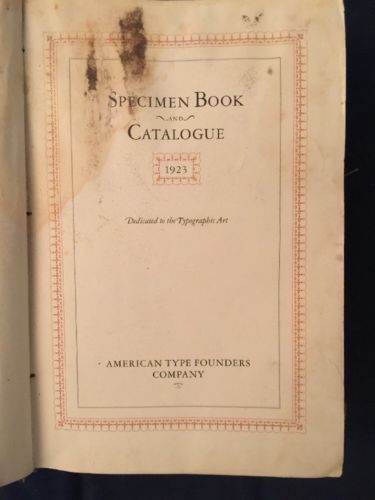 SPECIMEN BOOK
AND
CATALOGUE
1923
Dedicated to the Typographic Art
AMERICAN TYPE FOUNDERS
COMPANY